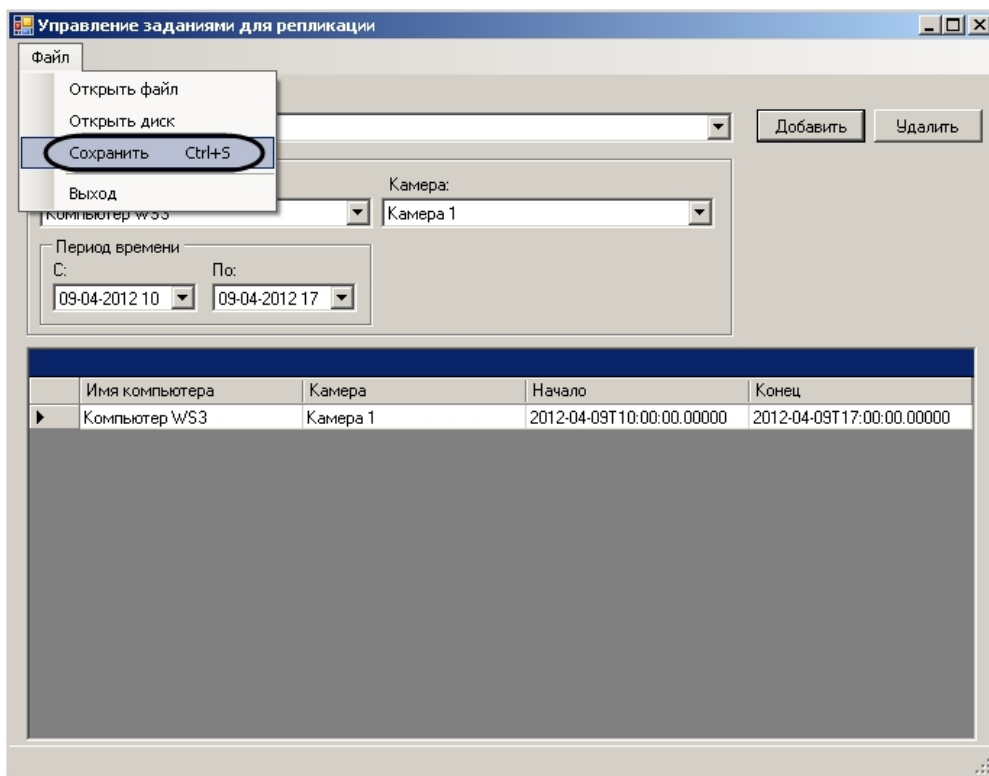 Управление заданиями для репликации
Файл
Открыть файл
Открыть диск
Сохранить Ctrl+S
Выход
Добавить Удалить
Камера:
Компьютер WS3 Камера 1
Период времени
С: По:
09-04-2012 10 09-04-2012 17
Имя компьютера Камера Начало Конец
Компьютер WS3 Камера 1 2012-04-09T10:00:00.00000 2012-04-09T17:00:00.00000